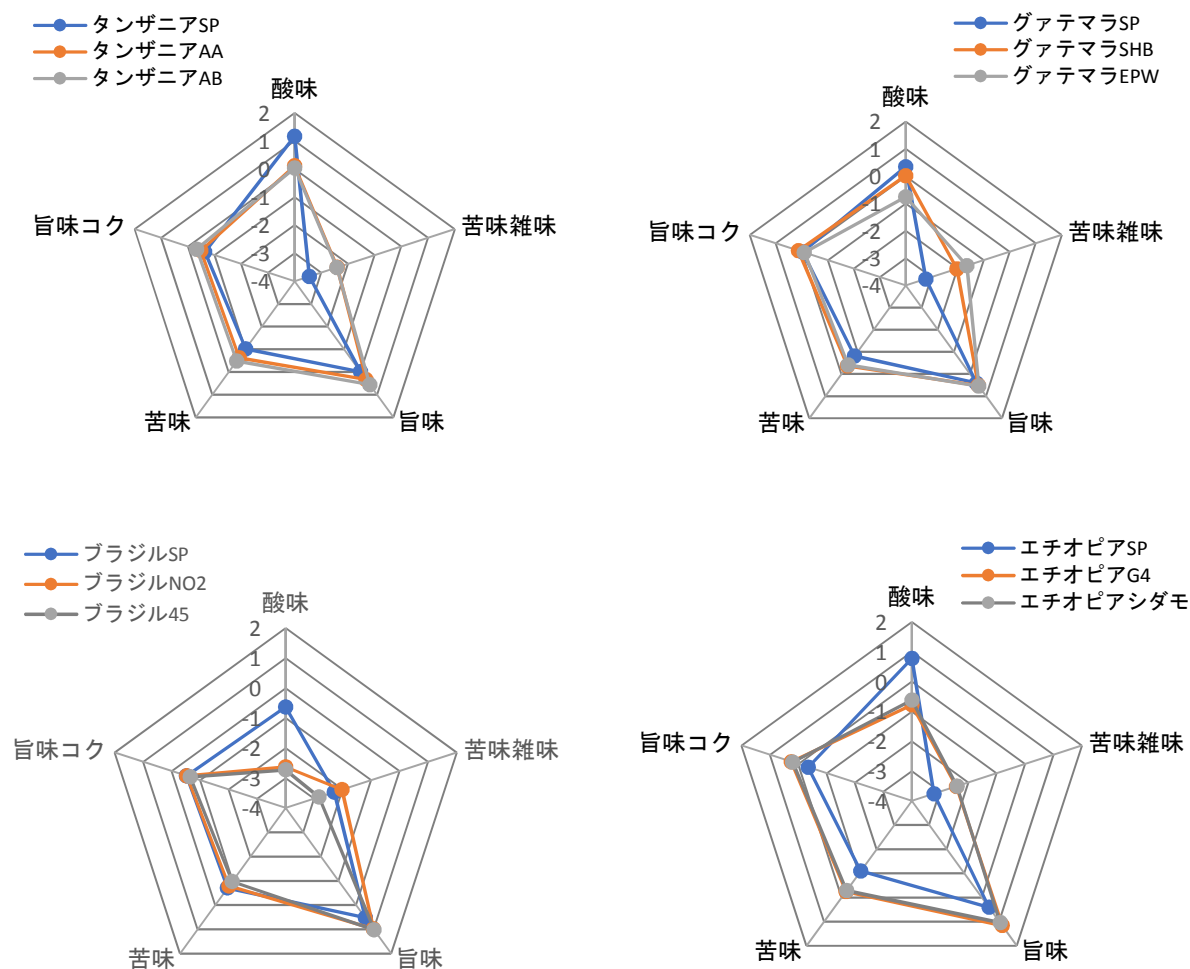 タンザニアSP
タンザニアAA
タンザニアAB
酸味
2
1
0
-1
-2
-3
-4
苦味雑味
旨味
苦味
旨味コク
グァテマラSP
グァテマラSHB
グァテマラEPW
酸味
2
1
0
-1
-2
-3
-4
苦味雑味
旨味
苦味
旨味コク
ブラジルSP
ブラジルNO2
ブラジル45
酸味
2
1
0
-1
-2
-3
-4
苦味雑味
旨味
苦味
旨味コク
エチオピアSP
エチオピアG4
エチオピアシダモ
酸味
2
1
0
-1
-2
-3
-4
苦味雑味
旨味
苦味
旨味コク